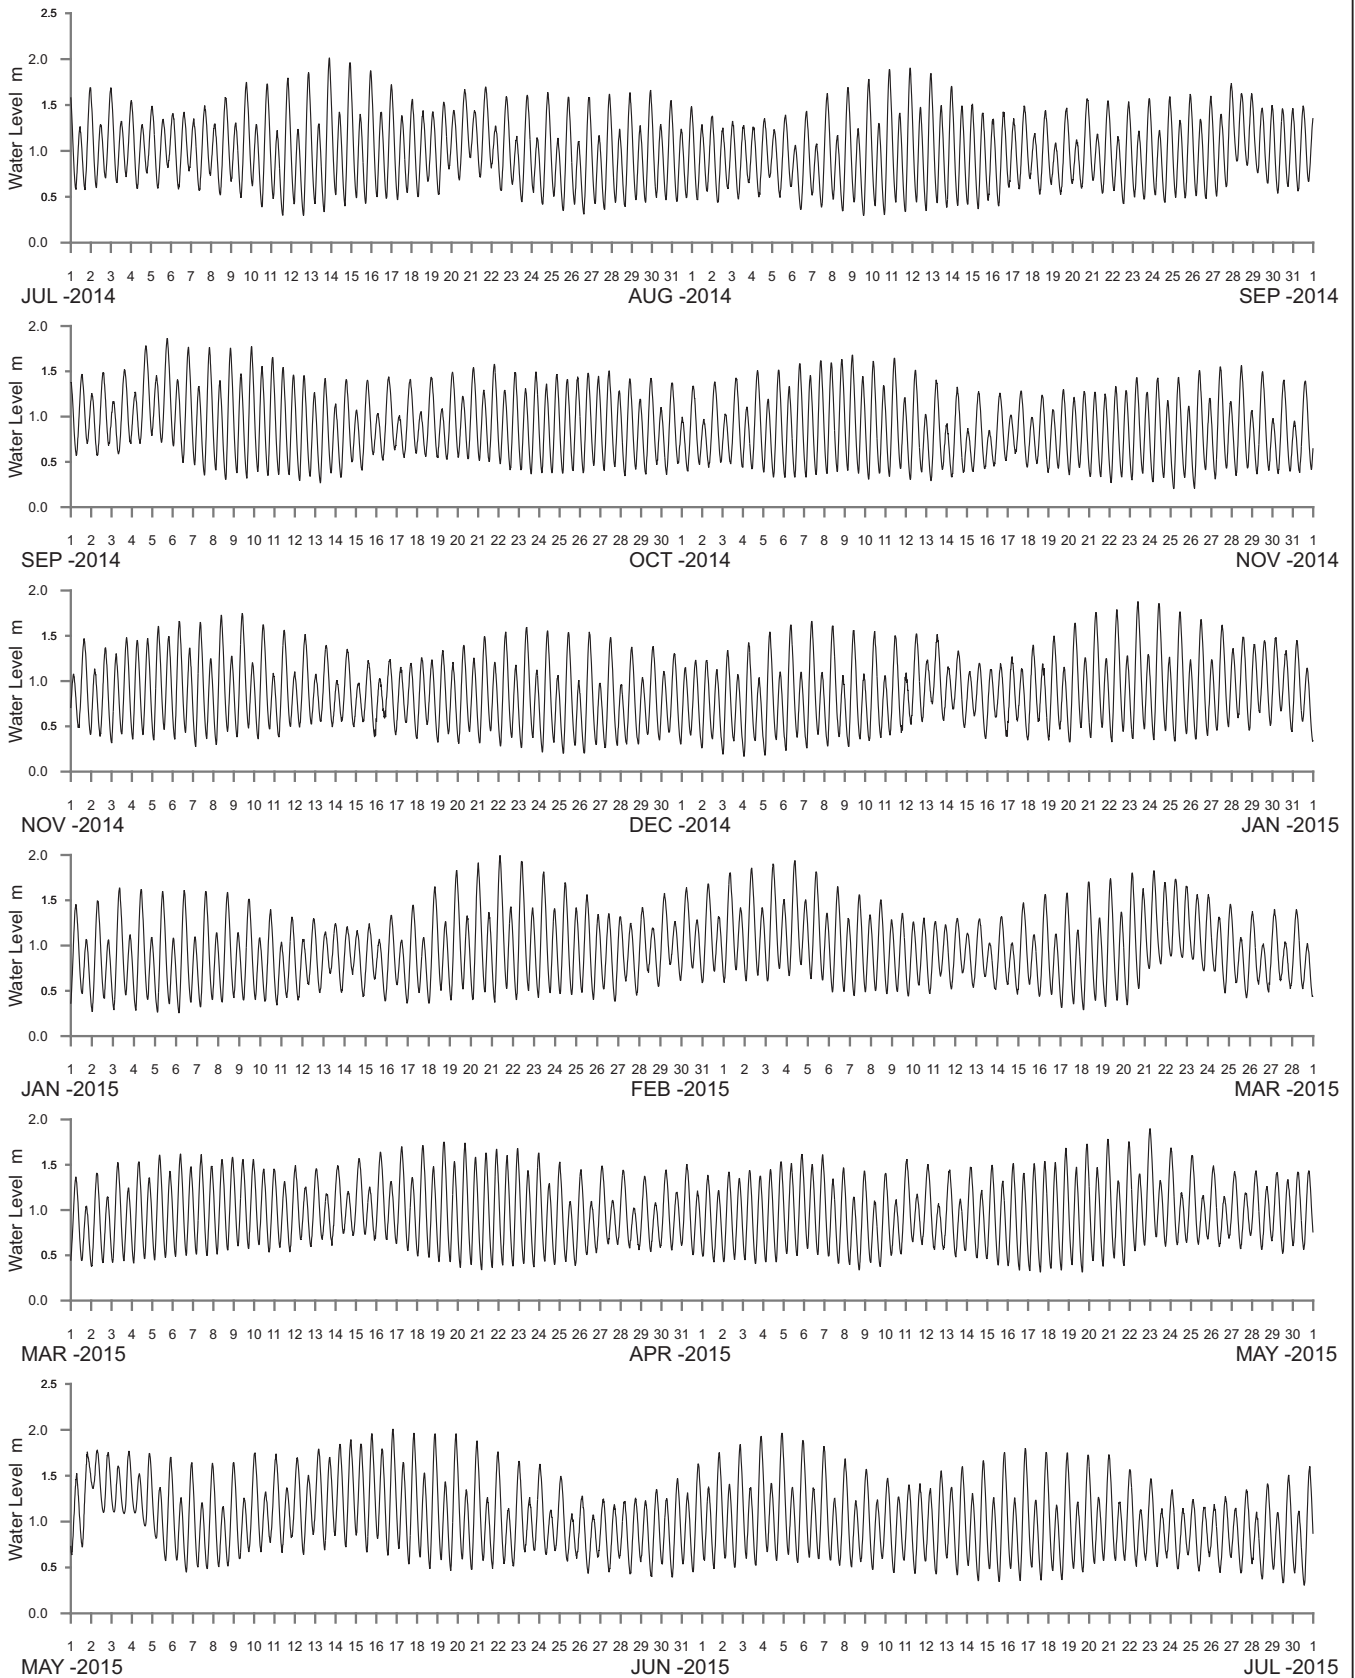 2.5
2.0
1.5
1.0
0.5
0.0
Water Level m
1 2 3 4 5 6 7 8 9 10 11 12 13 14 15 16 17 18 19 20 21 22 23 24 25 26 27 28 29 30 31 1 2 3 4 5 6 7 8 9 10 11 12 13 14 15 16 17 18 19 20 21 22 23 24 25 26 27 28 29 30 31 1
JUL -2014 AUG -2014 SEP -2014
2.0
1.5
1.0
0.5
0.0
Water Level m
1 2 3 4 5 6 7 8 9 10 11 12 13 14 15 16 17 18 19 20 21 22 23 24 25 26 27 28 29 30 1 2 3 4 5 6 7 8 9 10 11 12 13 14 15 16 17 18 19 20 21 22 23 24 25 26 27 28 29 30 31 1
SEP -2014 OCT -2014 NOV -2014
2.0
1.5
1.0
0.5
0.0
Water Level m
1 2 3 4 5 6 7 8 9 10 11 12 13 14 15 16 17 18 19 20 21 22 23 24 25 26 27 28 29 30 1 2 3 4 5 6 7 8 9 10 11 12 13 14 15 16 17 18 19 20 21 22 23 24 25 26 27 28 29 30 31 1
NOV -2014 DEC -2014 JAN -2015
2.0
1.5
1.0
0.5
0.0
Water Level m
1 2 3 4 5 6 7 8 9 10 11 12 13 14 15 16 17 18 19 20 21 22 23 24 25 26 27 28 29 30 31 1 2 3 4 5 6 7 8 9 10 11 12 13 14 15 16 17 18 19 20 21 22 23 24 25 26 27 28 1
JAN -2015 FEB -2015 MAR -2015
2.0
1.5
1.0
0.5
0.0
Water Level m
1 2 3 4 5 6 7 8 9 10 11 12 13 14 15 16 17 18 19 20 21 22 23 24 25 26 27 28 29 30 31 1 2 3 4 5 6 7 8 9 10 11 12 13 14 15 16 17 18 19 20 21 22 23 24 25 26 27 28 29 30 1
MAR -2015 APR -2015 MAY -2015
2.5
2.0
1.5
1.0
0.5
0.0
Water Level m
1 2 3 4 5 6 7 8 9 10 11 12 13 14 15 16 17 18 19 20 21 22 23 24 25 26 27 28 29 30 31 1 2 3 4 5 6 7 8 9 10 11 12 13 14 15 16 17 18 19 20 21 22 23 24 25 26 27 28 29 30 1
MAY -2015 JUN -2015 JUL -2015